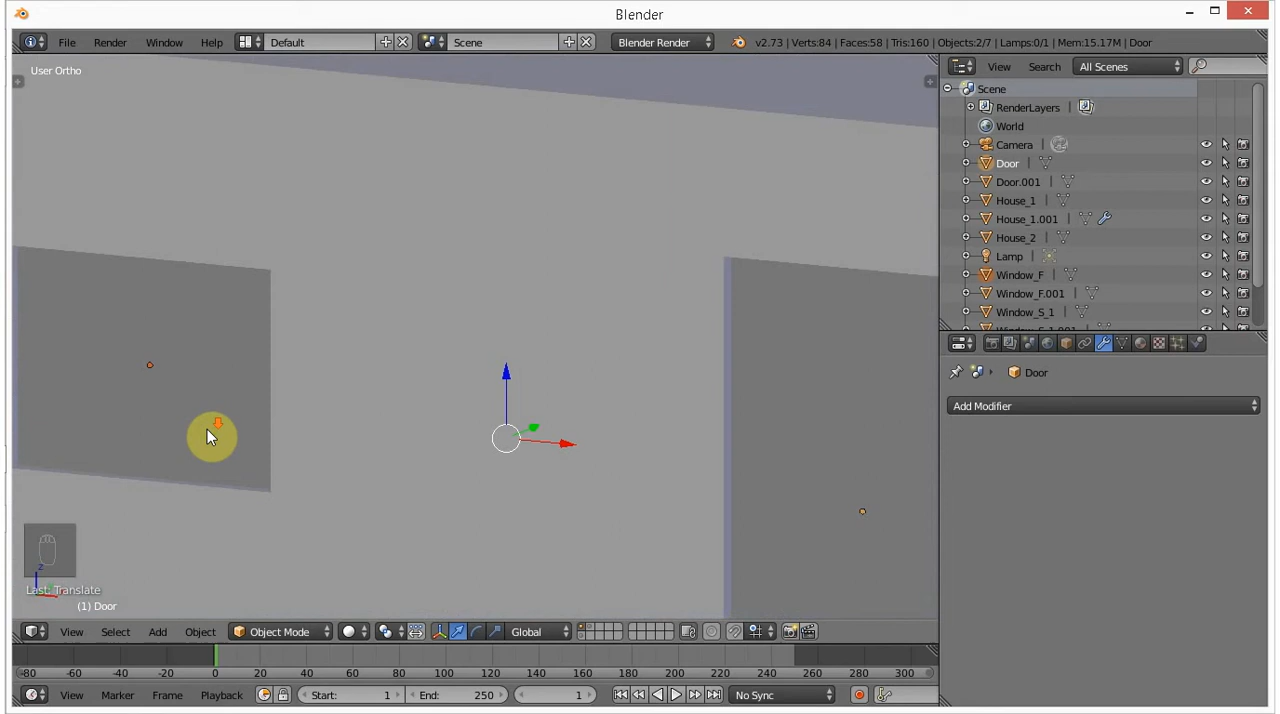 Blender
File Render Window Help Default Scene Blender Render v2.73 | Verts:84 | Faces:58 | Tris:160 | Objects:2/7 | Lamps:0/1 | Mem:15.17M | Door
User Ortho
View Search All Scenes
Scene
RenderLayers
World
Camera
Door
Door.001
House_1
House_1.001
House_2
Lamp
Window_F
Window_F.001
Window_S_1
Door
Add Modifier
z
Last: Translate
(1) Door
View Select Add Object Object Mode Global
-80 -60 -40 -20 0 20 40 60 80 100 120 140 160 180 200 220 240 260 280 300
View Marker Frame Playback Start: 1 End: 250 1 No Sync